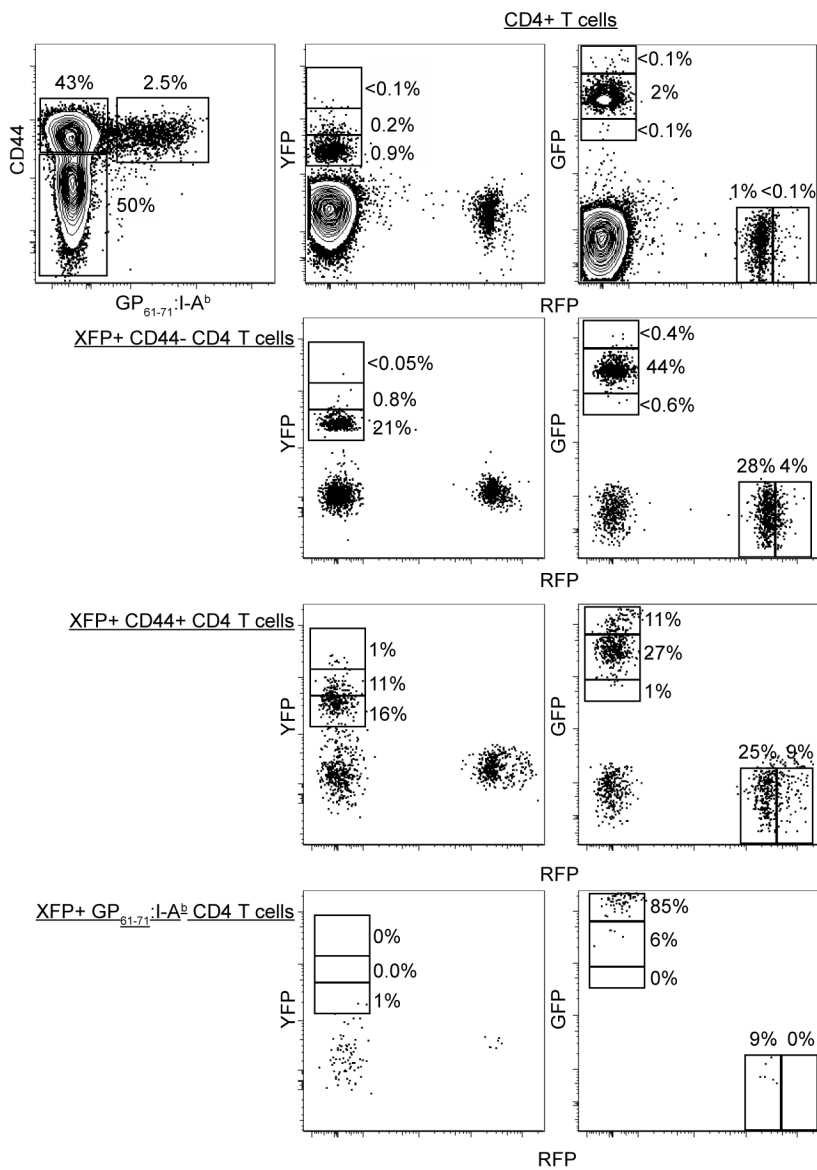 CD4+ T cells
43%
2.5%
50%
CD44
GP61-71:I-Ab
<0.1%
0.2%
0.9%
YFP
<0.1%
2%
<0.1%
1% <0.1%
GFP
RFP
XFP+ CD44- CD4 T cells
<0.05%
0.8%
21%
YFP
<0.4%
44%
<0.6%
28% 4%
GFP
RFP
XFP+ CD44+ CD4 T cells
1%
11%
16%
YFP
11%
27%
1%
25% 9%
GFP
RFP
XFP+ GP61-71:I-Ab CD4 T cells
0%
0.0%
1%
YFP
85%
6%
0%
9% 0%
GFP
RFP